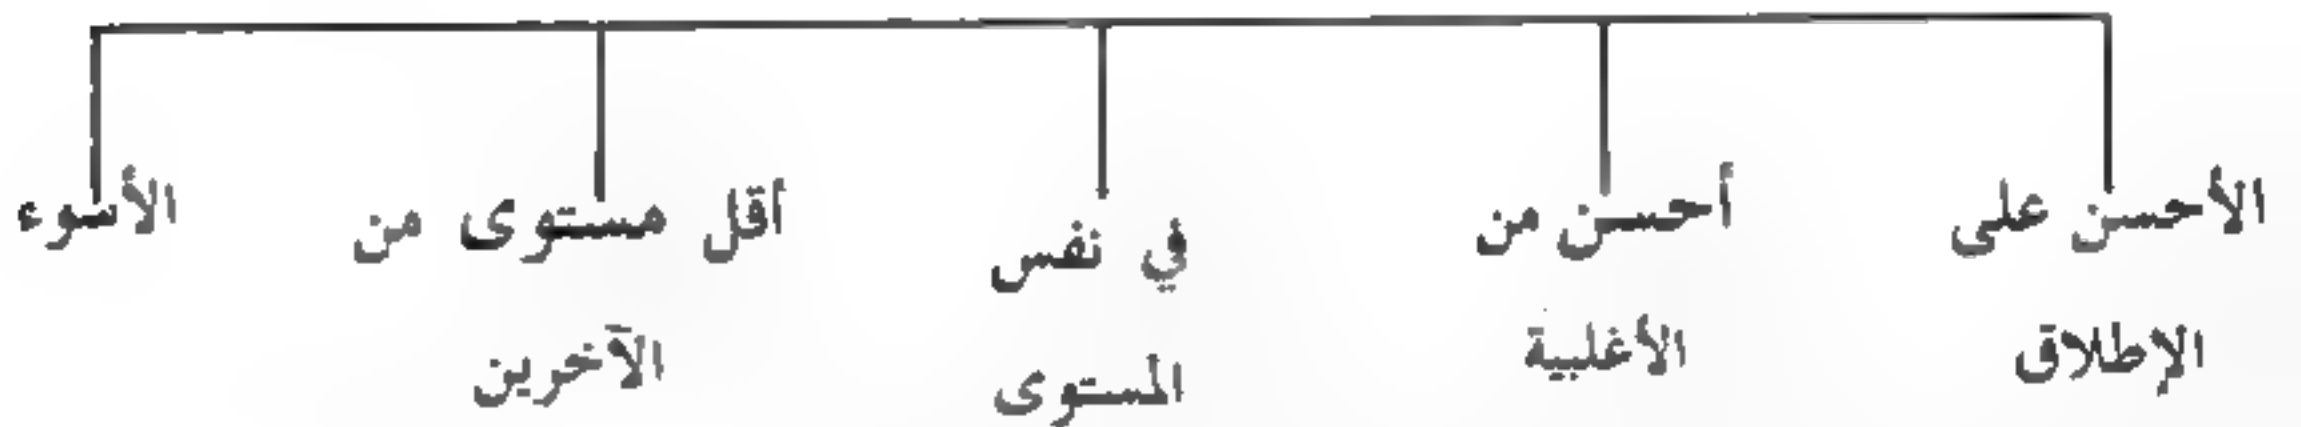 الأحسن على
الإطلاق
أحسن من
الأغلبية
في نفس
المستوى
أقل مستوى من
الآخرين
الأسوء